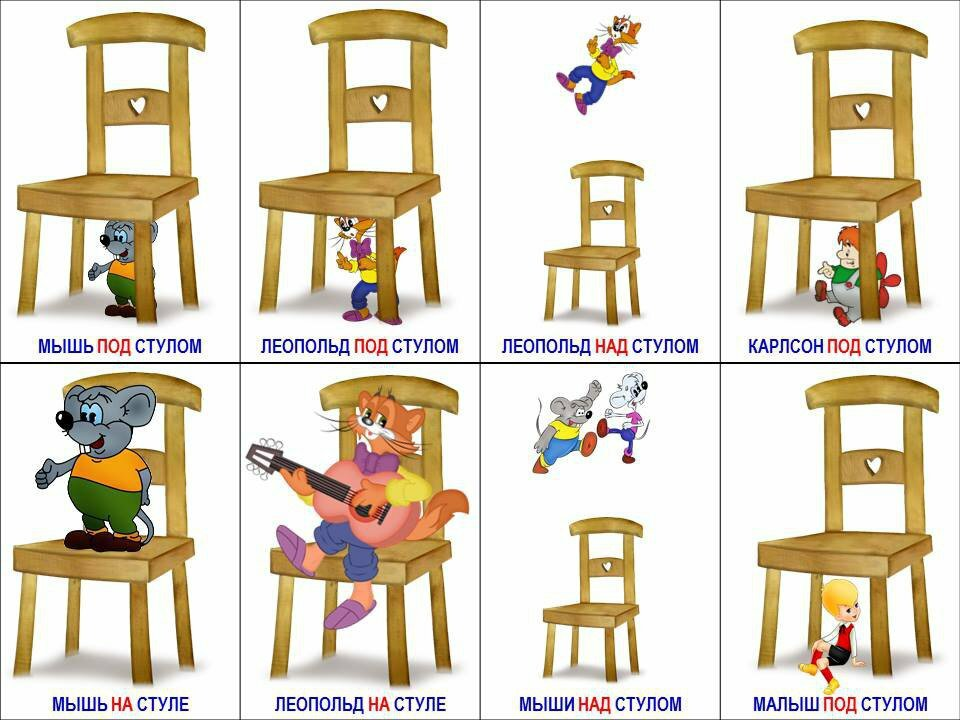 МЫШЬ ПОД СТУЛОМ
ЛЕОПОЛЬД ПОД СТУЛОМ
ЛЕОПОЛЬД НАД СТУЛОМ
КАРЛСОН ПОД СТУЛОМ
МЫШЬ НА СТУЛЕ
ЛЕОПОЛЬД НА СТУЛЕ
МЫШИ НАД СТУЛОМ
МАЛЫШ ПОД СТУЛОМ